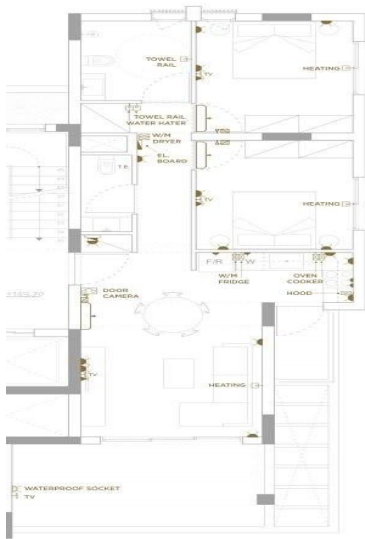 TOWEL
RAIL
TV
HEATING
TOWEL RAIL
WATER HATER
W/M
DRYER
EL.
BOARD
T.E.
TV
HEATING
F/R
W
W/M
FRIDGE
OVEN
COOKER
HOOD
DOOR
CAMERA
HEATING
TV
WATERPROOF SOCKET
TV